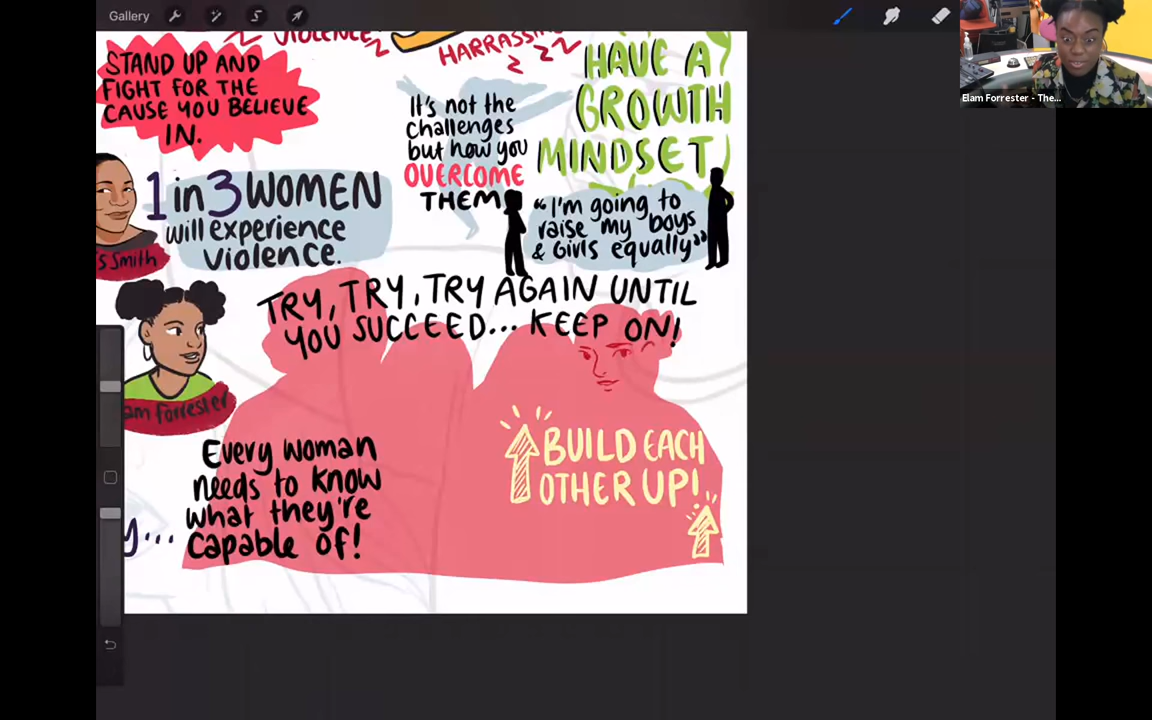 Gallery
Elam Forrester - The...
VIOLENCE
HARRASSING
STAND UP AND
FIGHT FOR THE
CAUSE YOU BELIEVE
IN.
It's not the
challenges
but how you
OVERCOME
THEM
HAVE A
GROWTH
MINDSET
1 in 3 WOMEN
will experience
violence.
"I'm going to
raise my boys
& Girls equally"
s Smith
TRY, TRY, TRY AGAIN UNTIL
YOU SUCCEED... KEEP ON!
am Forrester
BUILD EACH
OTHER UP!
Every woman
needs to know
what they're
capable of!
y...